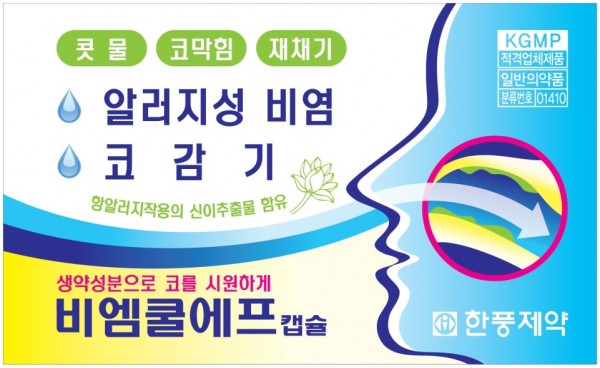 콧 물 코막힘 재채기
KGMP
적격업체제품
일반의약품
분류번호 01410
알러지성 비염
코 감 기
항알러지작용의 신이추출물 함유
생약성분으로 코를 시원하게
비엠쿨에프 캡슐
한풍제약